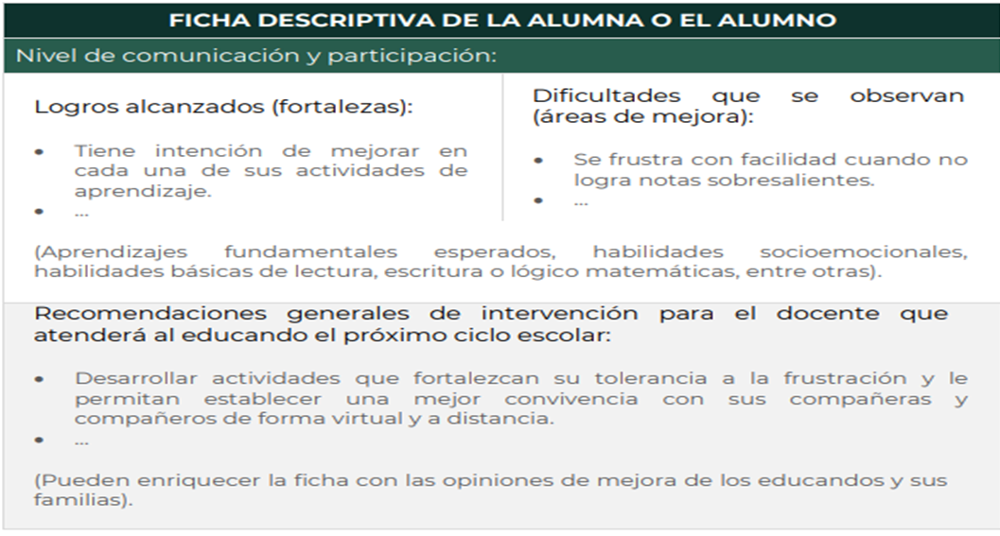 FICHA DESCRIPTIVA DE LA ALUMNA O EL ALUMNO
Nivel de comunicación y participación:
Logros alcanzados (fortalezas):
• Tiene intención de mejorar en
cada una de sus actividades de
aprendizaje.
• ...
Dificultades que se observan
(áreas de mejora):
• Se frustra con facilidad cuando no
logra notas sobresalientes.
• ...
(Aprendizajes fundamentales esperados, habilidades socioemocionales,
habilidades básicas de lectura, escritura o lógico matemáticas, entre otras).
Recomendaciones generales de intervención para el docente que
atenderá al educando el próximo ciclo escolar:
• Desarrollar actividades que fortalezcan su tolerancia a la frustración y le
permitan establecer una mejor convivencia con sus compañeras y
compañeros de forma virtual y a distancia.
• ...
(Pueden enriquecer la ficha con las opiniones de mejora de los educandos y sus
familias).